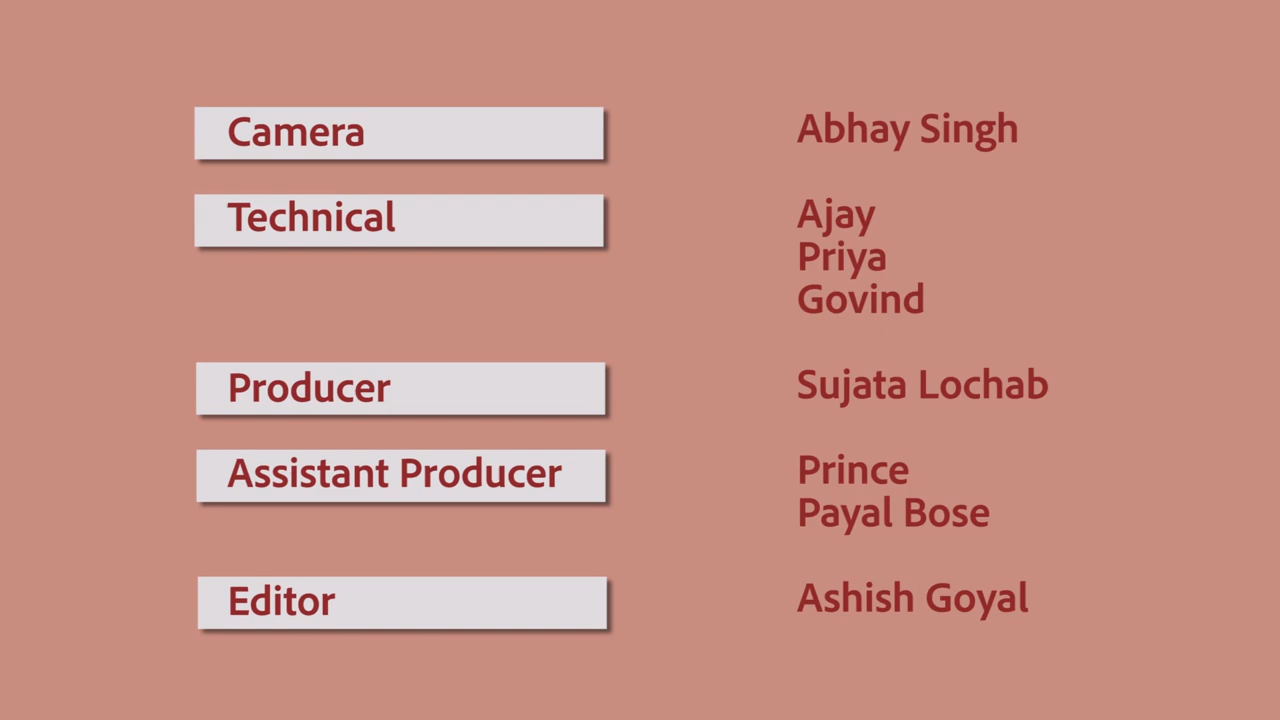 Camera Abhay Singh
Technical Ajay
Priya
Govind
Producer Sujata Lochab
Assistant Producer Prince
Payal Bose
Editor Ashish Goyal